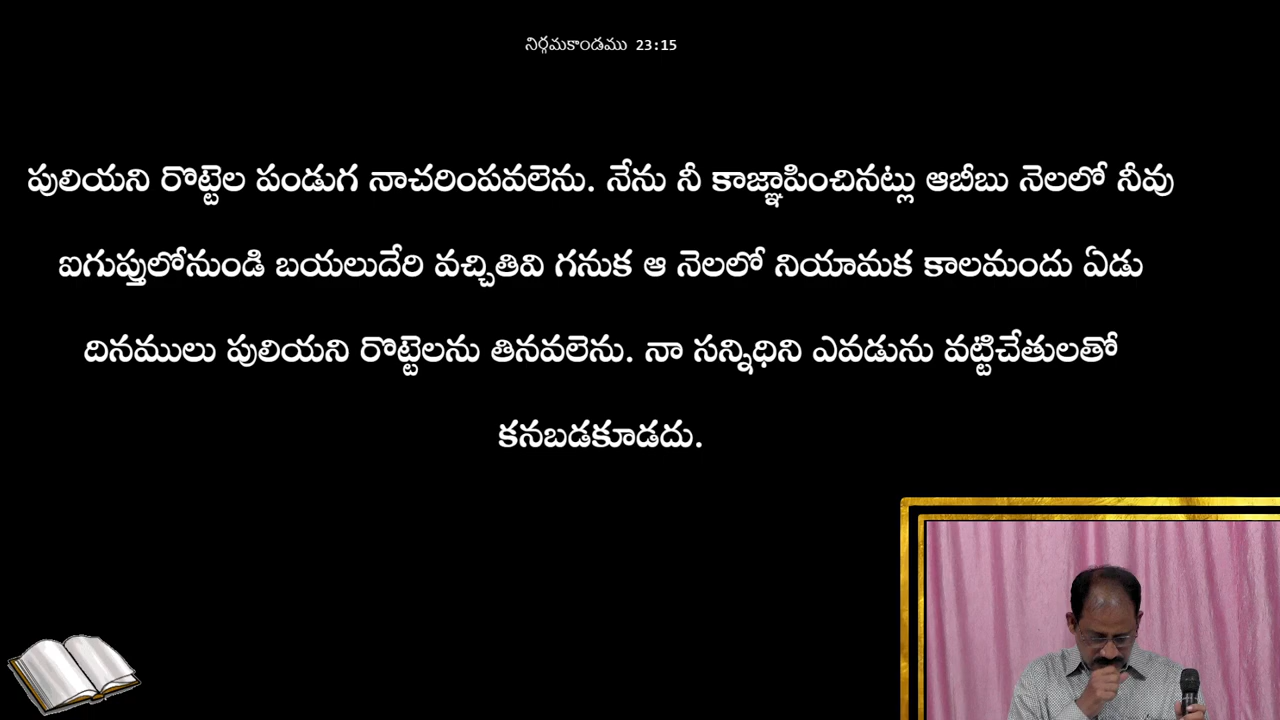 నిర్గమకాండము 23:15
పులియని రొట్టెల పండుగ నాచరింపవలెను. నేను నీ కాజ్ఞాపించినట్లు ఆబీబు నెలలో నీవు
ఐగుప్తులోనుండి బయలుదేరి వచ్చితివి గనుక ఆ నెలలో నియామక కాలమందు ఏడు
దినములు పులియని రొట్టెలను తినవలెను. నా సన్నిధిని ఎవడును వట్టిచేతులతో
కనబడకూడదు.